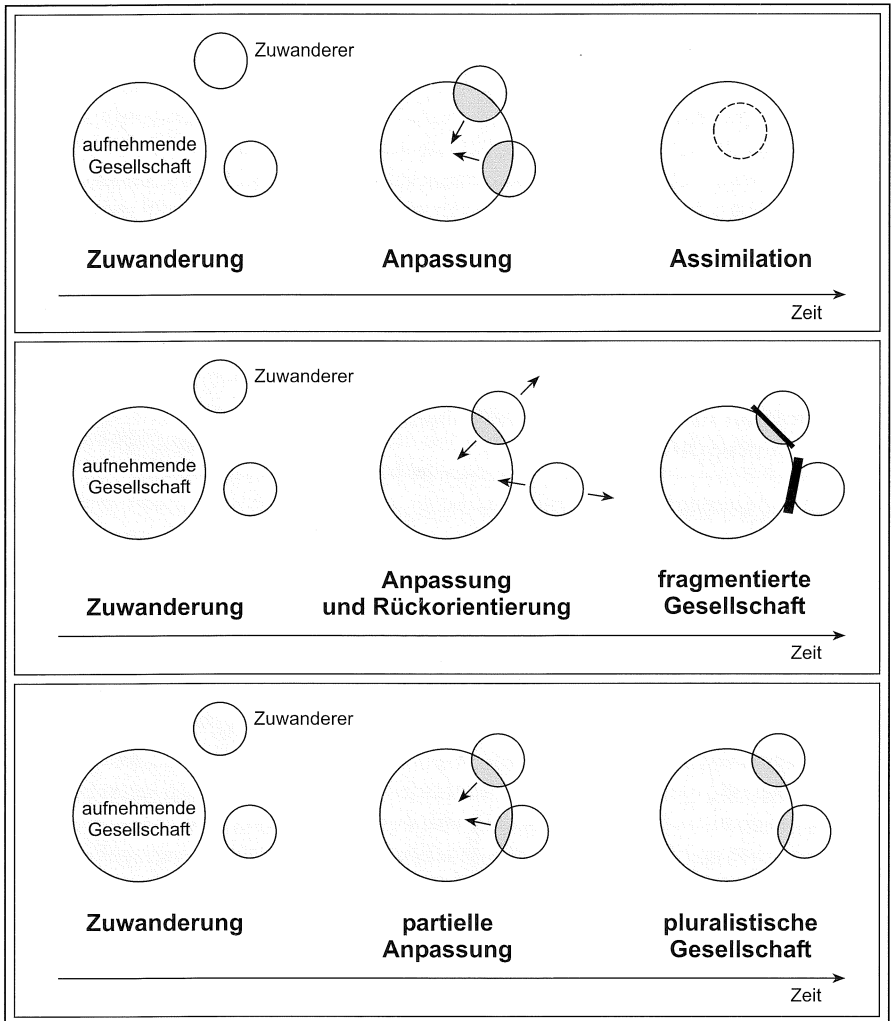 Zuwanderer
aufnehmende
Gesellschaft
Zuwanderung
Anpassung
Assimilation
Zeit
Zuwanderer
aufnehmende
Gesellschaft
Zuwanderung
Anpassung
und Rückorientierung
fragmentierte
Gesellschaft
Zeit
Zuwanderer
aufnehmende
Gesellschaft
Zuwanderung
partielle
Anpassung
pluralistische
Gesellschaft
Zeit